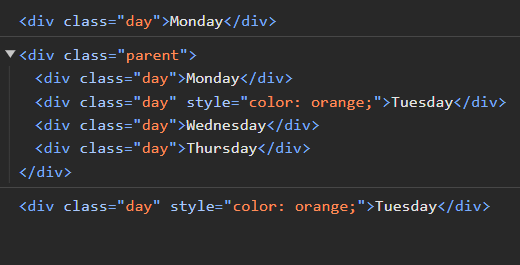 <div class="day">Monday</div>
<div class="parent">
<div class="day">Monday</div>
<div class="day" style="color: orange;">Tuesday</div>
<div class="day">Wednesday</div>
<div class="day">Thursday</div>
</div>
<div class="day" style="color: orange;">Tuesday</div>